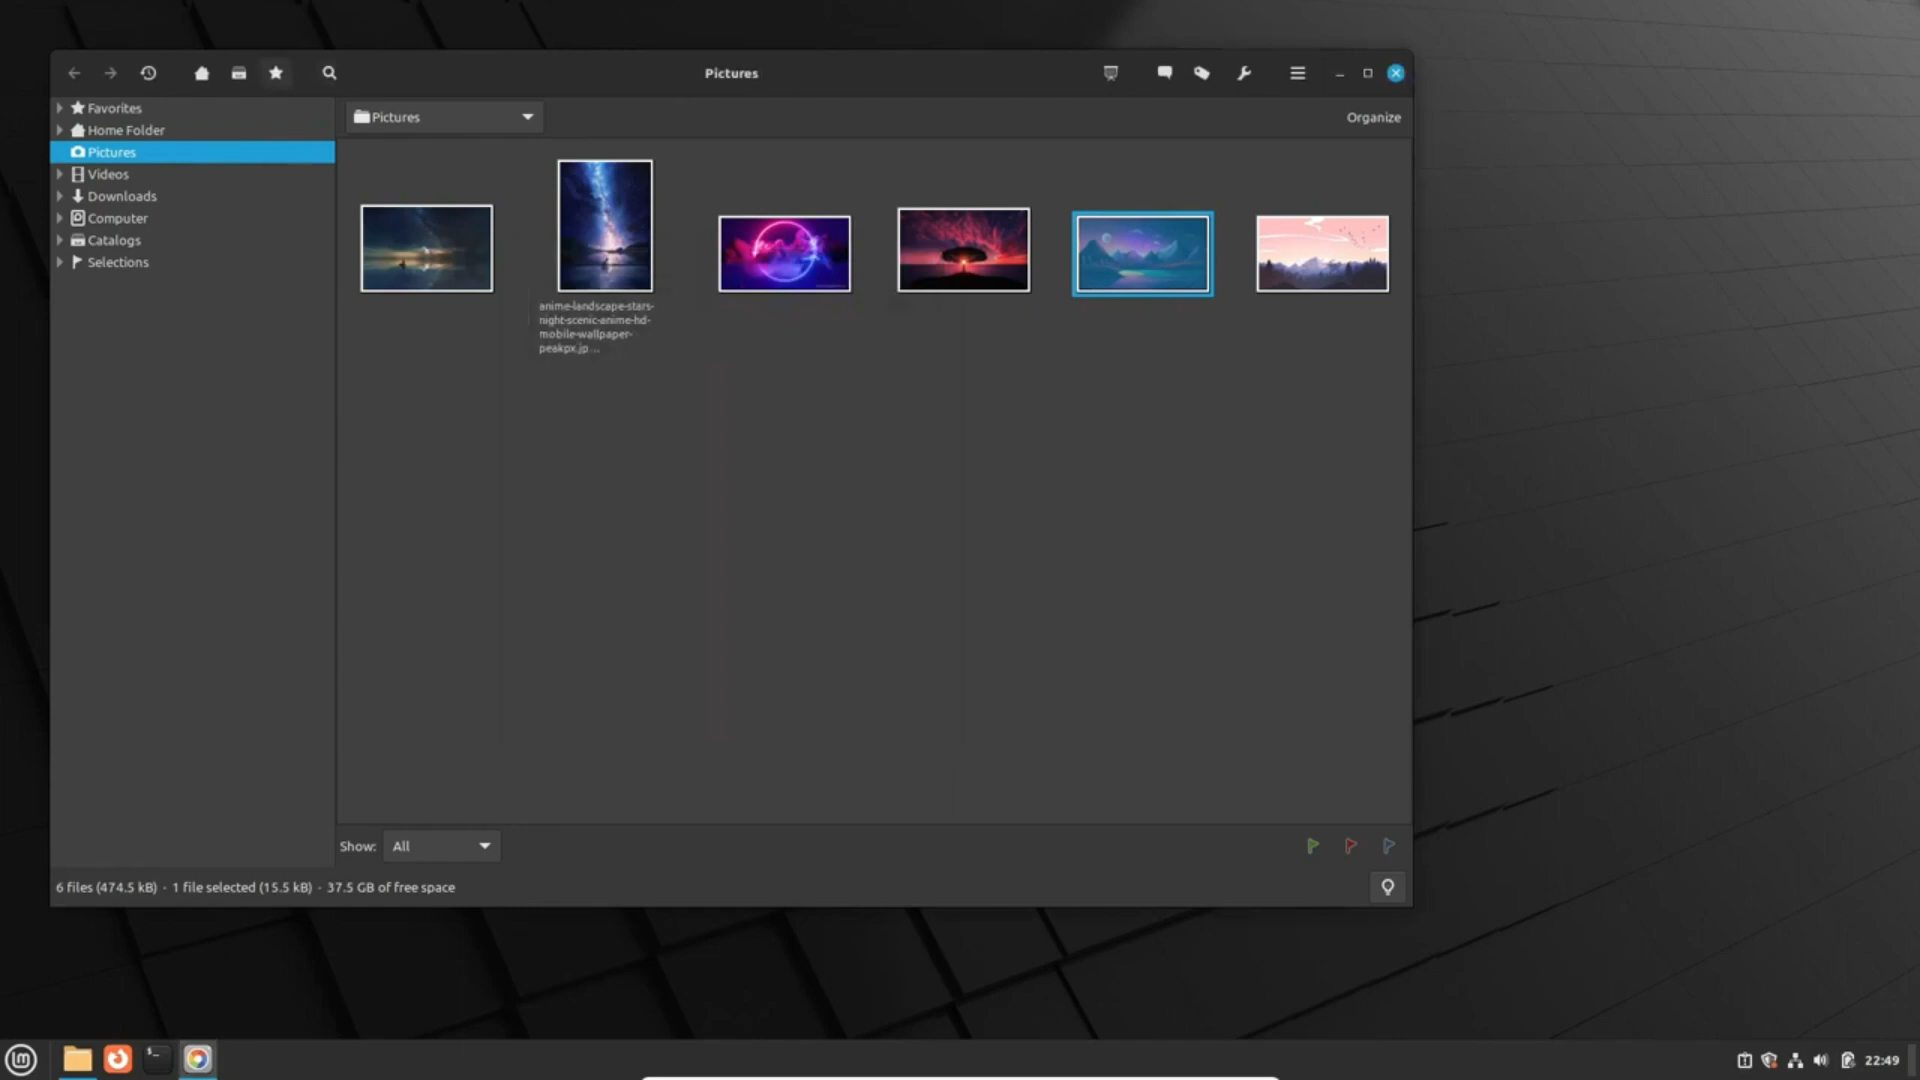 Pictures
Favorites
Home Folder
Pictures
Videos
Downloads
Computer
Catalogs
Selections
Pictures
Organize
anime-landscape-stars-
night-scenic-anime-hd-
mobile-wallpaper-
peakpx.jp...
Show: All
6 files (474.5 kB) · 1 file selected (15.5 kB) · 37.5 GB of free space
22:49